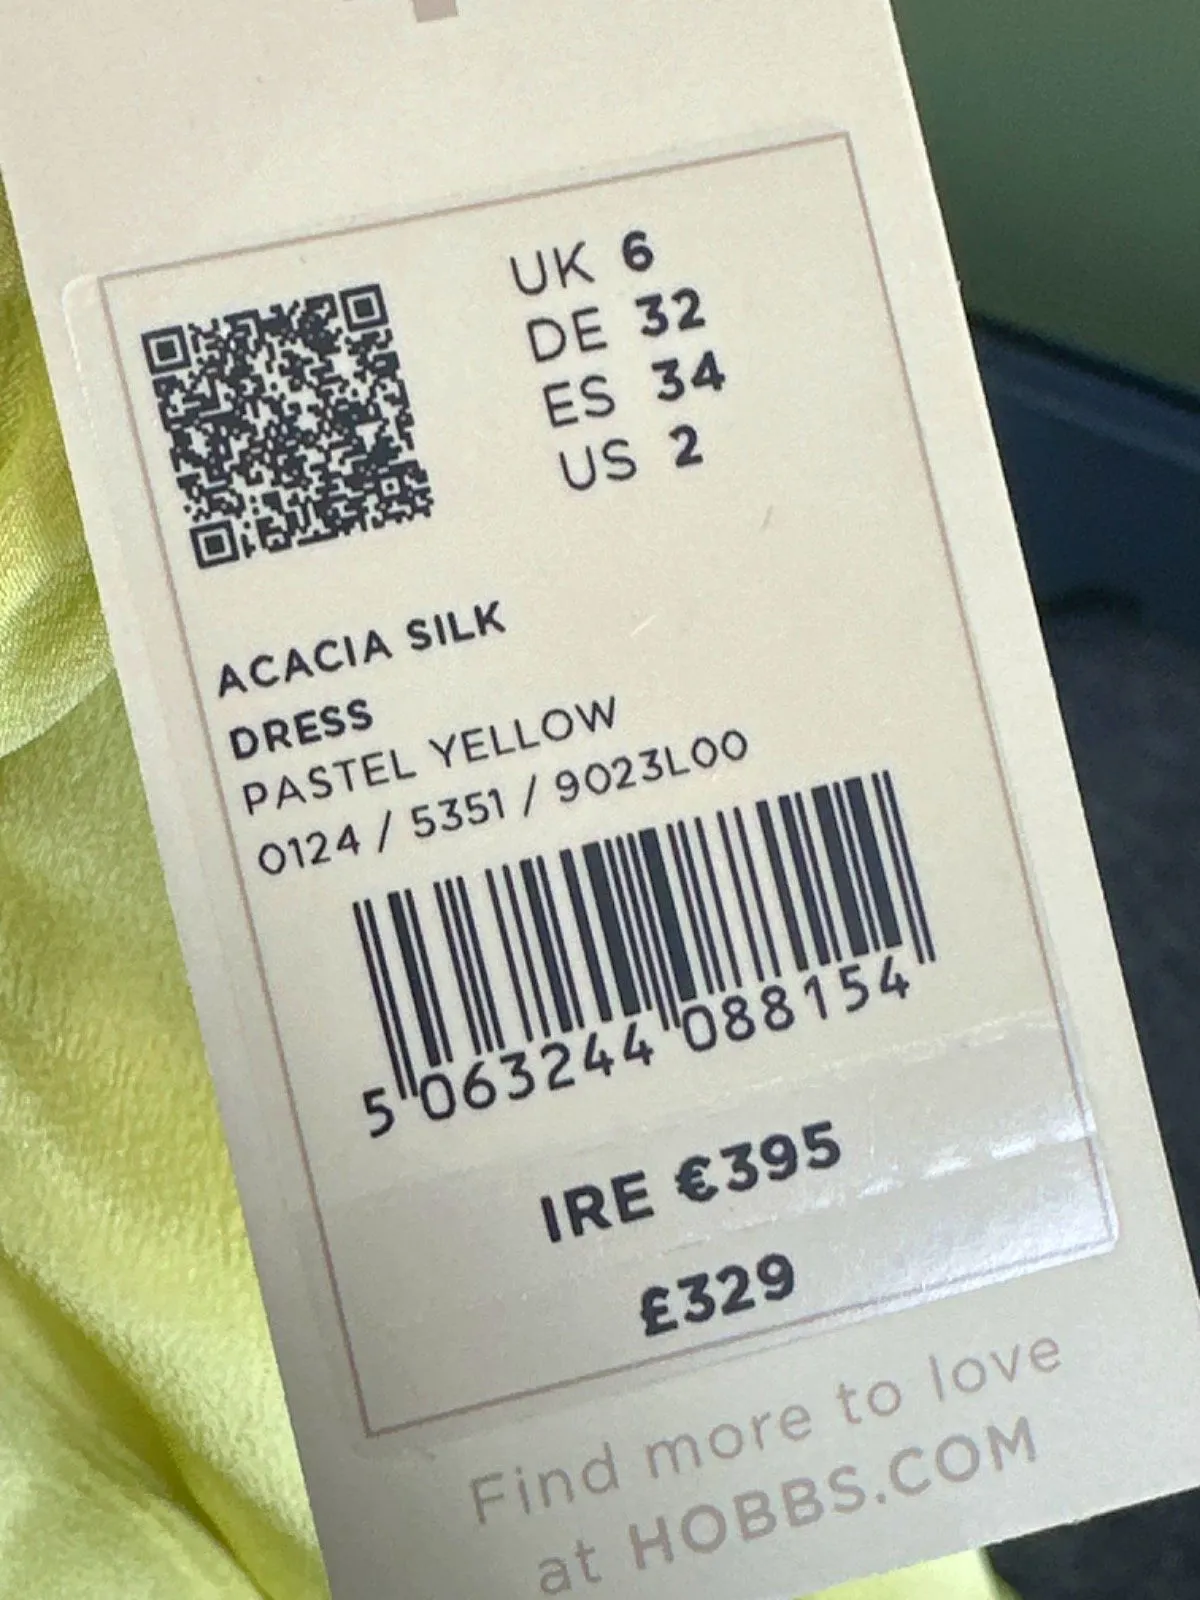 UK 6
DE 32
ES 34
US 2
ACACIA SILK
DRESS
PASTEL YELLOW
0124 / 5351 / 9023L00
5 063244 088154
IRE €395
£329
Find more to love
at HOBBS.COM